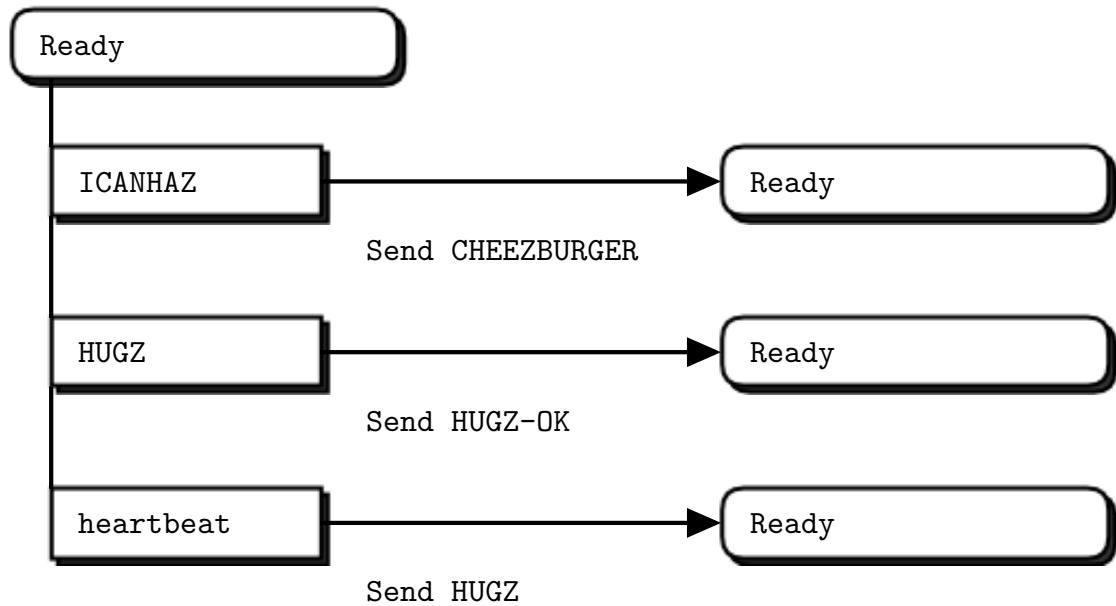 Ready
ICANHAZ
Ready
Send CHEEZBURGER
HUGZ
Ready
Send HUGZ-OK
heartbeat
Ready
Send HUGZ